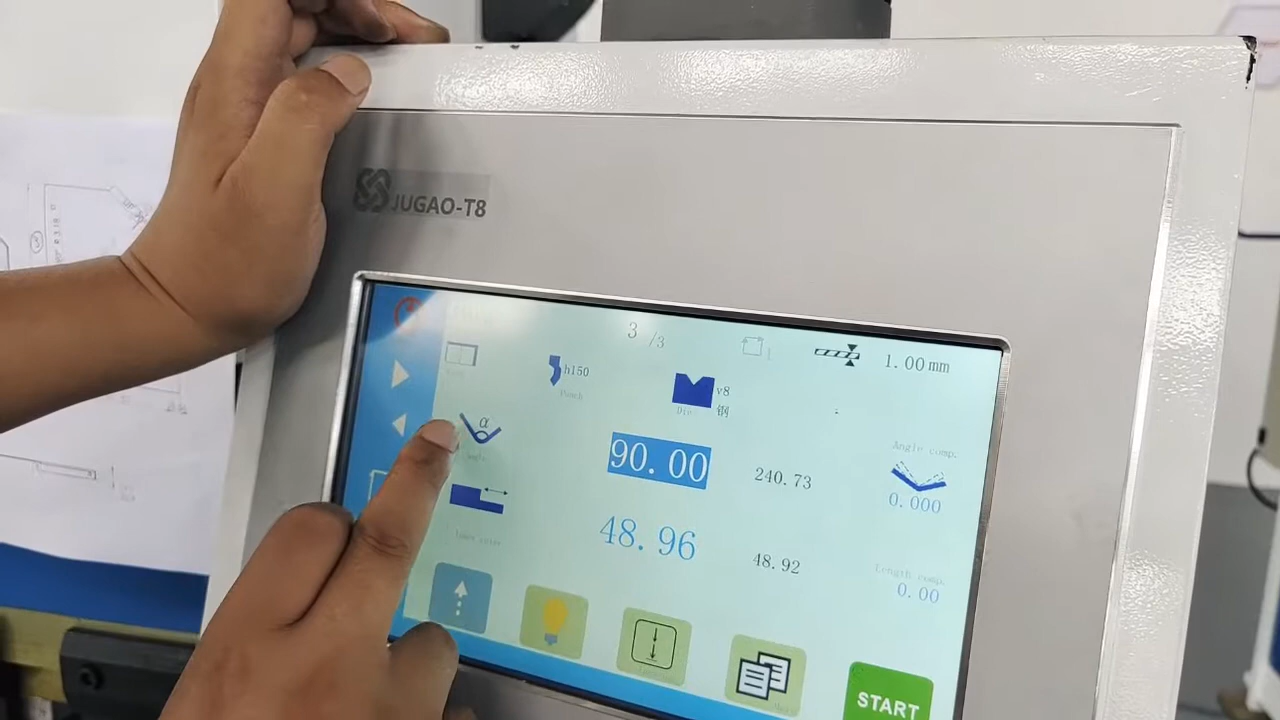 JUGAO-T8
3 /3
1.00 mm
h150
Punch
v8
Die
钢
α
90.00
240.73
Angle comp.
0.000
48.96
48.92
Length comp.
0.00
START